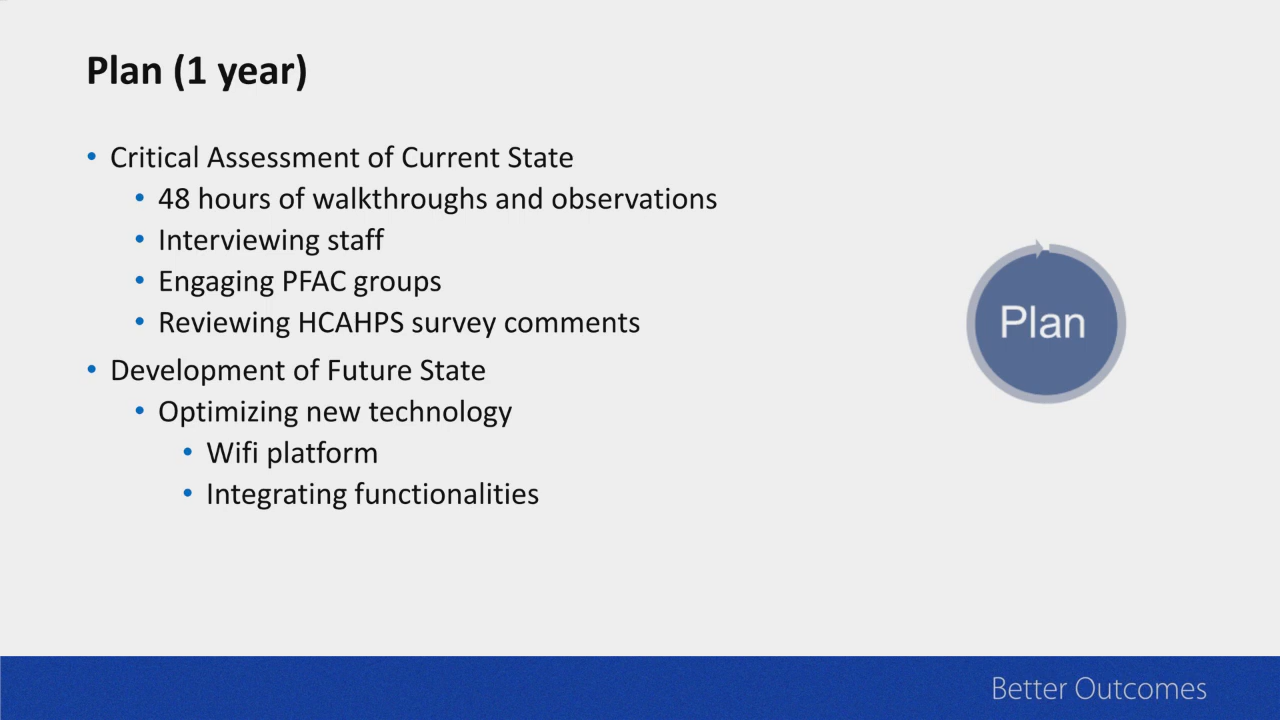 Plan (1 year)
• Critical Assessment of Current State
• 48 hours of walkthroughs and observations
• Interviewing staff
• Engaging PFAC groups
• Reviewing HCAHPS survey comments
• Development of Future State
• Optimizing new technology
• Wifi platform
• Integrating functionalities
Plan
Better Outcomes